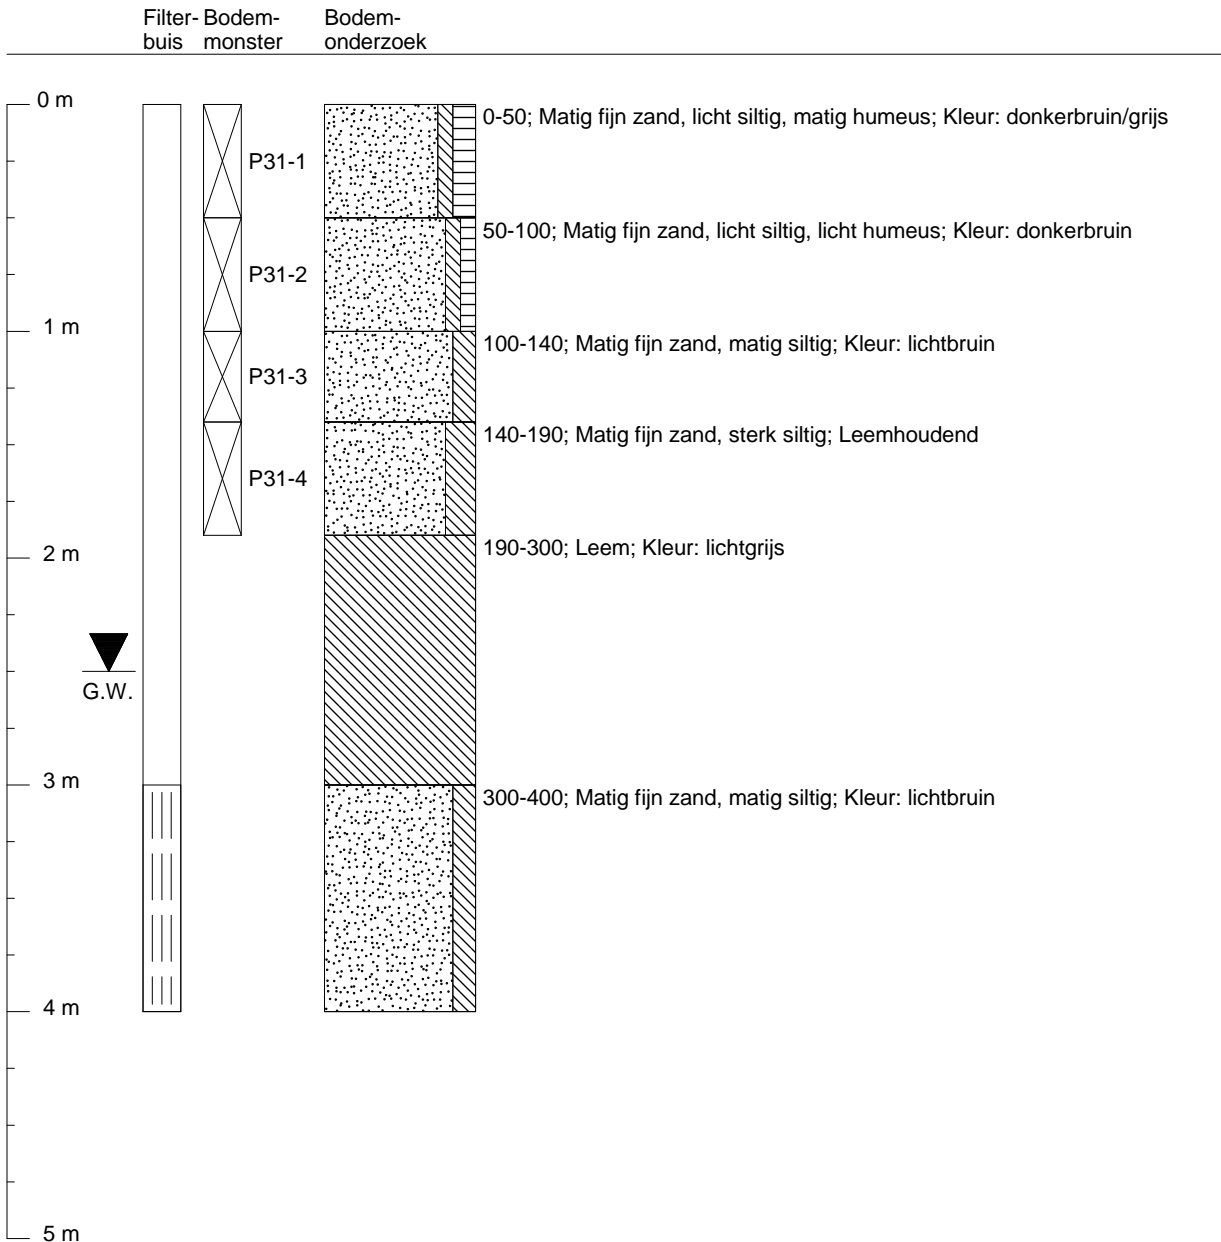 Filter- Bodem- Bodem-
buis monster onderzoek
0 m
0-50; Matig fijn zand, licht siltig, matig humeus; Kleur: donkerbruin/grijs
P31-1
50-100; Matig fijn zand, licht siltig, licht humeus; Kleur: donkerbruin
P31-2
1 m
100-140; Matig fijn zand, matig siltig; Kleur: lichtbruin
P31-3
140-190; Matig fijn zand, sterk siltig; Leemhoudend
P31-4
2 m
190-300; Leem; Kleur: lichtgrijs
G.W.
3 m
300-400; Matig fijn zand, matig siltig; Kleur: lichtbruin
4 m
5 m